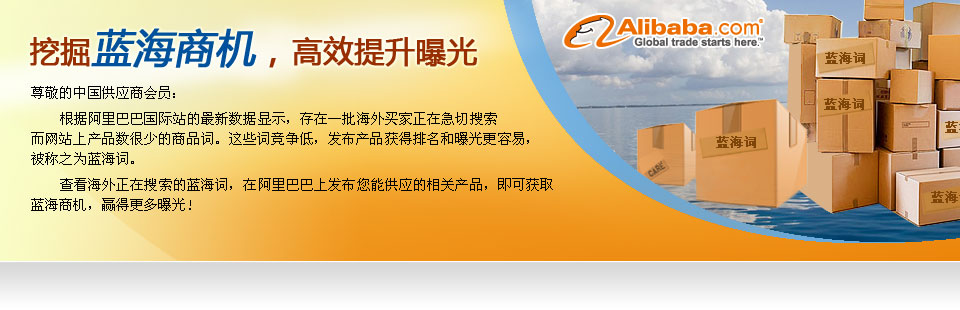 挖掘蓝海商机，高效提升曝光
Alibaba.com®
Global trade starts here.™
尊敬的中国供应商会员：
根据阿里巴巴国际站的最新数据显示，存在一批海外买家正在急切搜索
而网站上产品数很少的商品词。这些词竞争低，发布产品获得排名和曝光更容易，
被称之为蓝海词。
查看海外正在搜索的蓝海词，在阿里巴巴上发布您能供应的相关产品，即可获取
蓝海商机，赢得更多曝光！
蓝海词
蓝海词
蓝海词
蓝海词
CARE